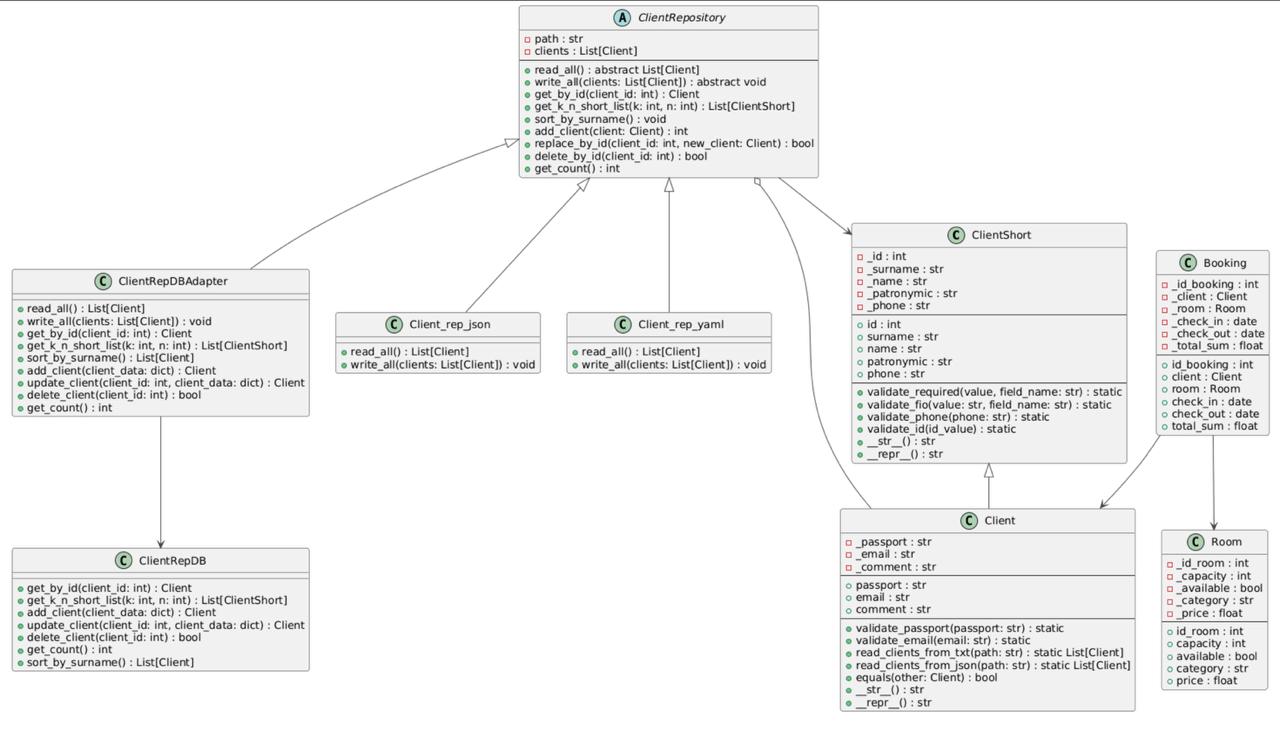 A ClientRepository
path : str
clients : List[Client]
read_all() : abstract List[Client]
write_all(clients: List[Client]) : abstract void
get_by_id(client_id: int) : Client
get_k_n_short_list(k: int, n: int) : List[ClientShort]
sort_by_surname() : void
add_client(client: Client) : int
replace_by_id(client_id: int, new_client: Client) : bool
delete_by_id(client_id: int) : bool
get_count() : int
C ClientRepDBAdapter
read_all() : List[Client]
write_all(clients: List[Client]) : void
get_by_id(client_id: int) : Client
get_k_n_short_list(k: int, n: int) : List[ClientShort]
sort_by_surname() : List[Client]
add_client(client_data: dict) : Client
update_client(client_id: int, client_data: dict) : Client
delete_client(client_id: int) : bool
get_count() : int
C Client_rep_json
read_all() : List[Client]
write_all(clients: List[Client]) : void
C Client_rep_yaml
read_all() : List[Client]
write_all(clients: List[Client]) : void
C ClientShort
_id : int
_surname : str
_name : str
_patronymic : str
_phone : str
id : int
surname : str
name : str
patronymic : str
phone : str
validate_required(value, field_name: str) : static
validate_fio(value: str, field_name: str) : static
validate_phone(phone: str) : static
validate_id(id_value) : static
__str__() : str
__repr__() : str
C Booking
_id_booking : int
_client : Client
_room : Room
_check_in : date
_check_out : date
_total_sum : float
id_booking : int
client : Client
room : Room
check_in : date
check_out : date
total_sum : float
C ClientRepDB
get_by_id(client_id: int) : Client
get_k_n_short_list(k: int, n: int) : List[ClientShort]
add_client(client_data: dict) : Client
update_client(client_id: int, client_data: dict) : Client
delete_client(client_id: int) : bool
get_count() : int
sort_by_surname() : List[Client]
C Client
_passport : str
_email : str
_comment : str
passport : str
email : str
comment : str
validate_passport(passport: str) : static
validate_email(email: str) : static
read_clients_from_txt(path: str) : static List[Client]
read_clients_from_json(path: str) : static List[Client]
equals(other: Client) : bool
__str__() : str
__repr__() : str
C Room
_id_room : int
_capacity : int
_available : bool
_category : str
_price : float
id_room : int
capacity : int
available : bool
category : str
price : float